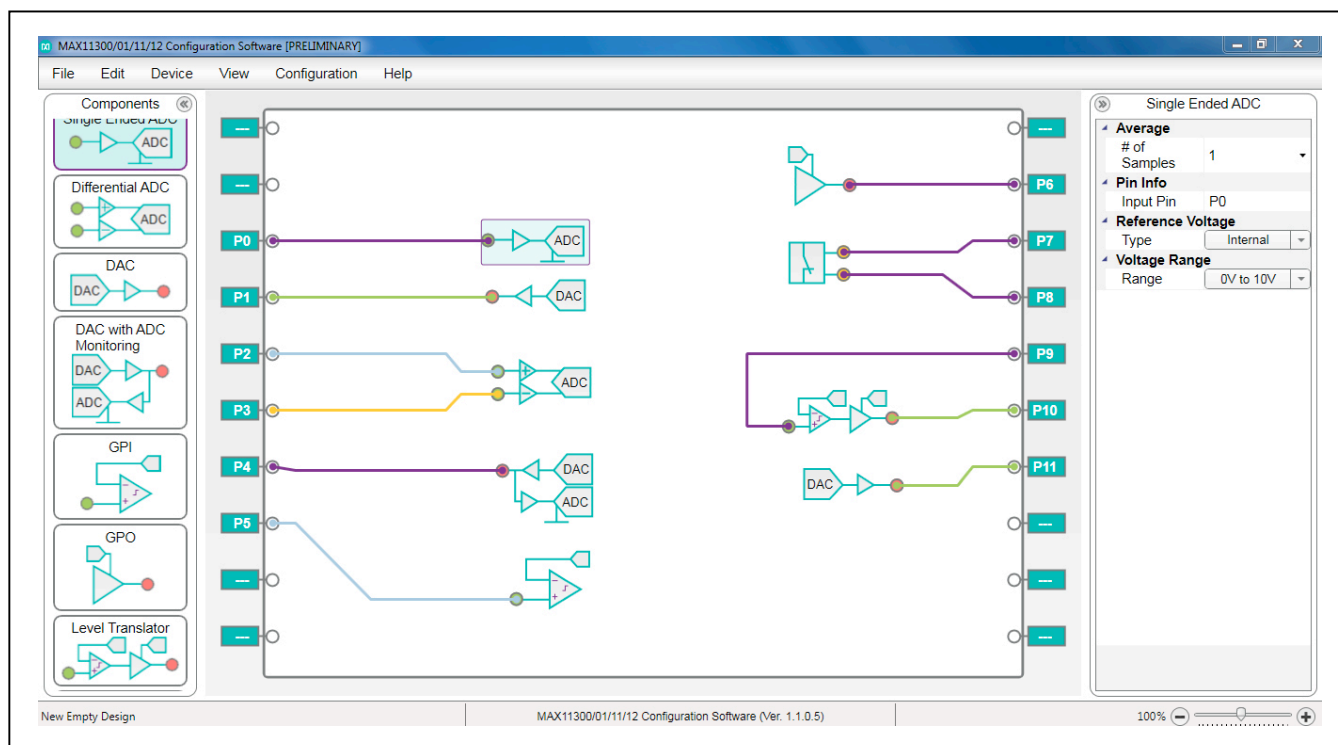 MAX11300/01/11/12 Configuration Software [PRELIMINARY]
File Edit Device View Configuration Help
Components
Single Ended ADC
ADC
Differential ADC
ADC
DAC
DAC
DAC with ADC
Monitoring
DAC
ADC
GPI
GPO
Level Translator
---
---
P0
P1
P2
P3
P4
P5
---
---
ADC
DAC
ADC
DAC
ADC
DAC
---
P6
P7
P8
P9
P10
P11
---
---
---
Single Ended ADC
Average
# of
Samples 1
Pin Info
Input Pin P0
Reference Voltage
Type Internal
Voltage Range
Range 0V to 10V
New Empty Design
MAX11300/01/11/12 Configuration Software (Ver. 1.1.0.5)
100%